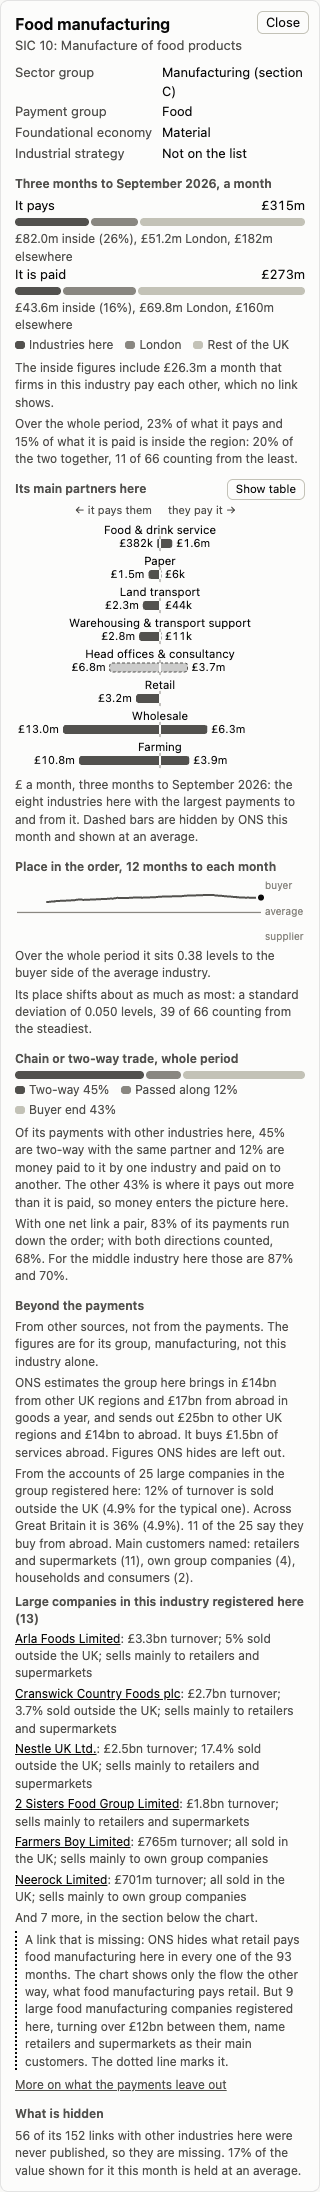 Food manufacturing
Close
SIC 10: Manufacture of food products
Sector group Manufacturing (section
C)
Payment group Food
Foundational economy Material
Industrial strategy Not on the list
Three months to September 2026, a month
It pays £315m
£82.0m inside (26%), £51.2m London, £182m
elsewhere
It is paid £273m
£43.6m inside (16%), £69.8m London, £160m
elsewhere
Industries here London Rest of the UK
The inside figures include £26.3m a month that
firms in this industry pay each other, which no link
shows.
Over the whole period, 23% of what it pays and
15% of what it is paid is inside the region: 20% of
the two together, 11 of 66 counting from the least.
Its main partners here
Show table
← it pays them they pay it →
Food & drink service
£382k £1.6m
Paper
£1.5m £6k
Land transport
£2.3m £44k
Warehousing & transport support
£2.8m £11k
Head offices & consultancy
£6.8m £3.7m
Retail
£3.2m
Wholesale
£13.0m £6.3m
Farming
£10.8m £3.9m
£ a month, three months to September 2026: the
eight industries here with the largest payments to
and from it. Dashed bars are hidden by ONS this
month and shown at an average.
Place in the order, 12 months to each month
buyer
average
supplier
Over the whole period it sits 0.38 levels to the
buyer side of the average industry.
Its place shifts about as much as most: a standard
deviation of 0.050 levels, 39 of 66 counting from
the steadiest.
Chain or two-way trade, whole period
Two-way 45% Passed along 12%
Buyer end 43%
Of its payments with other industries here, 45%
are two-way with the same partner and 12% are
money paid to it by one industry and paid on to
another. The other 43% is where it pays out more
than it is paid, so money enters the picture here.
With one net link a pair, 83% of its payments run
down the order; with both directions counted,
68%. For the middle industry here those are 87%
and 70%.
Beyond the payments
From other sources, not from the payments. The
figures are for its group, manufacturing, not this
industry alone.
ONS estimates the group here brings in £14bn
from other UK regions and £17bn from abroad in
goods a year, and sends out £25bn to other UK
regions and £14bn to abroad. It buys £1.5bn of
services abroad. Figures ONS hides are left out.
From the accounts of 25 large companies in the
group registered here: 12% of turnover is sold
outside the UK (4.9% for the typical one). Across
Great Britain it is 36% (4.9%). 11 of the 25 say they
buy from abroad. Main customers named: retailers
and supermarkets (11), own group companies (4),
households and consumers (2).
Large companies in this industry registered here
(13)
Arla Foods Limited: £3.3bn turnover; 5% sold
outside the UK; sells mainly to retailers and
supermarkets
Cranswick Country Foods plc: £2.7bn turnover;
3.7% sold outside the UK; sells mainly to retailers
and supermarkets
Nestle UK Ltd.: £2.5bn turnover; 17.4% sold
outside the UK; sells mainly to retailers and
supermarkets
2 Sisters Food Group Limited: £1.8bn turnover;
sells mainly to retailers and supermarkets
Farmers Boy Limited: £765m turnover; all sold in
the UK; sells mainly to own group companies
Neerock Limited: £701m turnover; all sold in the
UK; sells mainly to own group companies
And 7 more, in the section below the chart.
A link that is missing: ONS hides what retail pays
food manufacturing here in every one of the 93
months. The chart shows only the flow the other
way, what food manufacturing pays retail. But 9
large food manufacturing companies registered
here, turning over £12bn between them, name
retailers and supermarkets as their main
customers. The dotted line marks it.
More on what the payments leave out
What is hidden
56 of its 152 links with other industries here were
never published, so they are missing. 17% of the
value shown for it this month is held at an average.